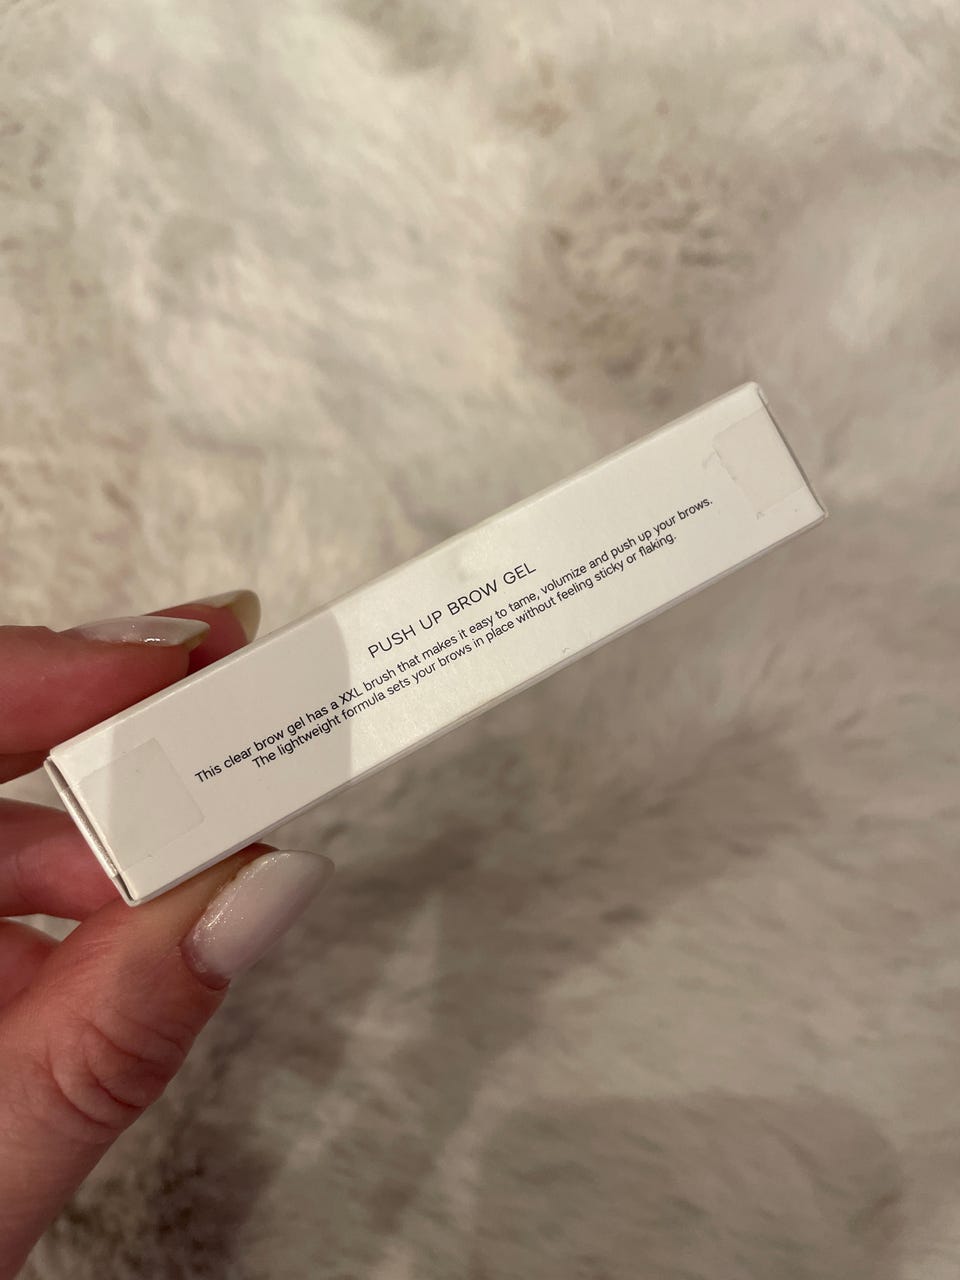 PUSH UP BROW GEL
This clear brow gel has a XXL brush that makes it easy to tame, volumize and push up your brows.
The lightweight formula sets your brows in place without feeling sticky or flaking.